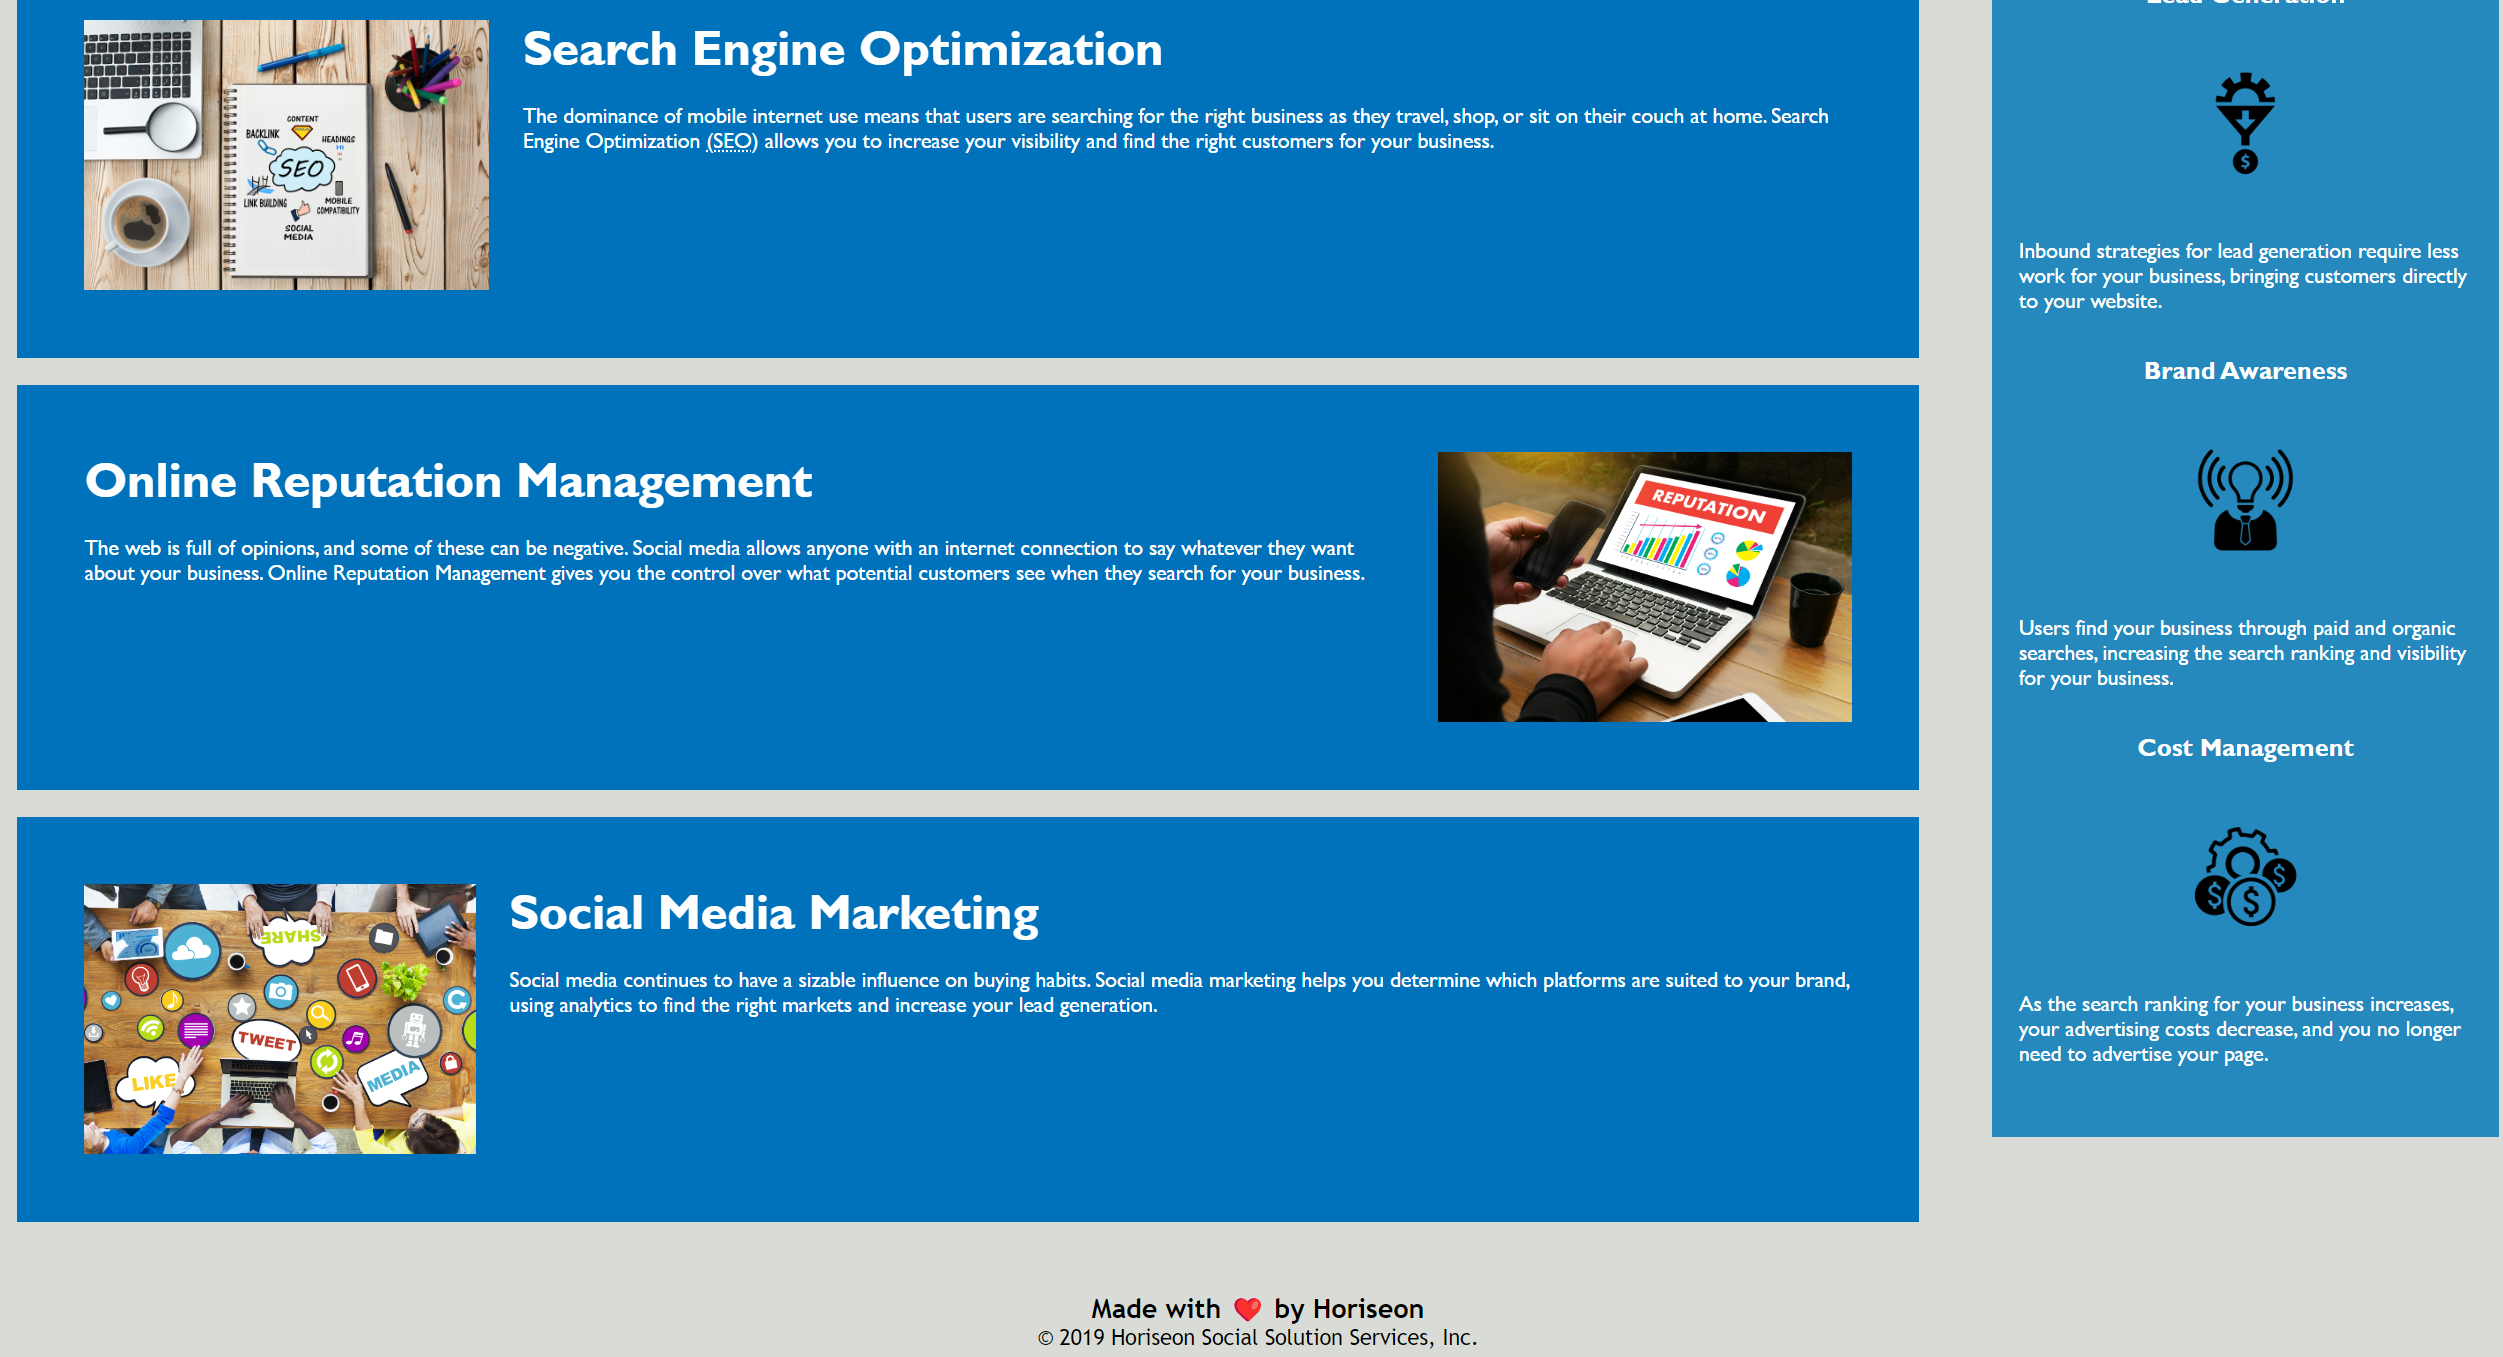 Search Engine Optimization
The dominance of mobile internet use means that users are searching for the right business as they travel, shop, or sit on their couch at home. Search
Engine Optimization (SEO) allows you to increase your visibility and find the right customers for your business.
CONTENT
BACKLINK
HEADINGS
H1
SEO
LINK BUILDING
MOBILE
COMPATIBILITY
SOCIAL
MEDIA
Online Reputation Management
The web is full of opinions, and some of these can be negative. Social media allows anyone with an internet connection to say whatever they want
about your business. Online Reputation Management gives you the control over what potential customers see when they search for your business.
REPUTATION
Social Media Marketing
Social media continues to have a sizable influence on buying habits. Social media marketing helps you determine which platforms are suited to your brand,
using analytics to find the right markets and increase your lead generation.
SHARE
TWEET
LIKE
MEDIA
Lead Generation
$
Inbound strategies for lead generation require less
work for your business, bringing customers directly
to your website.
Brand Awareness
Users find your business through paid and organic
searches, increasing the search ranking and visibility
for your business.
Cost Management
$ $ $
As the search ranking for your business increases,
your advertising costs decrease, and you no longer
need to advertise your page.
Made with ❤️ by Horiseon
© 2019 Horiseon Social Solution Services, Inc.